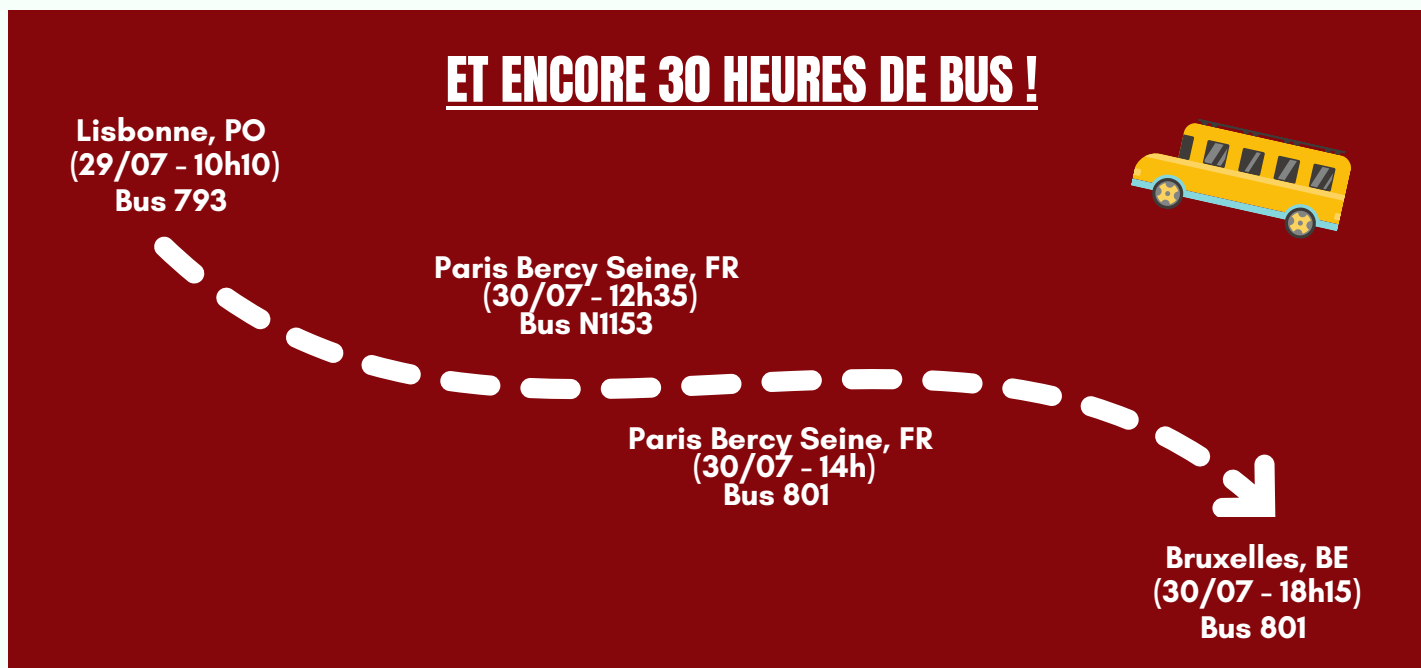 ET ENCORE 30 HEURES DE BUS !
Lisbonne, PO
(29/07 - 10h10)
Bus 793
Paris Bercy Seine, FR
(30/07 - 12h35)
Bus N1153
Paris Bercy Seine, FR
(30/07 - 14h)
Bus 801
Bruxelles, BE
(30/07 - 18h15)
Bus 801